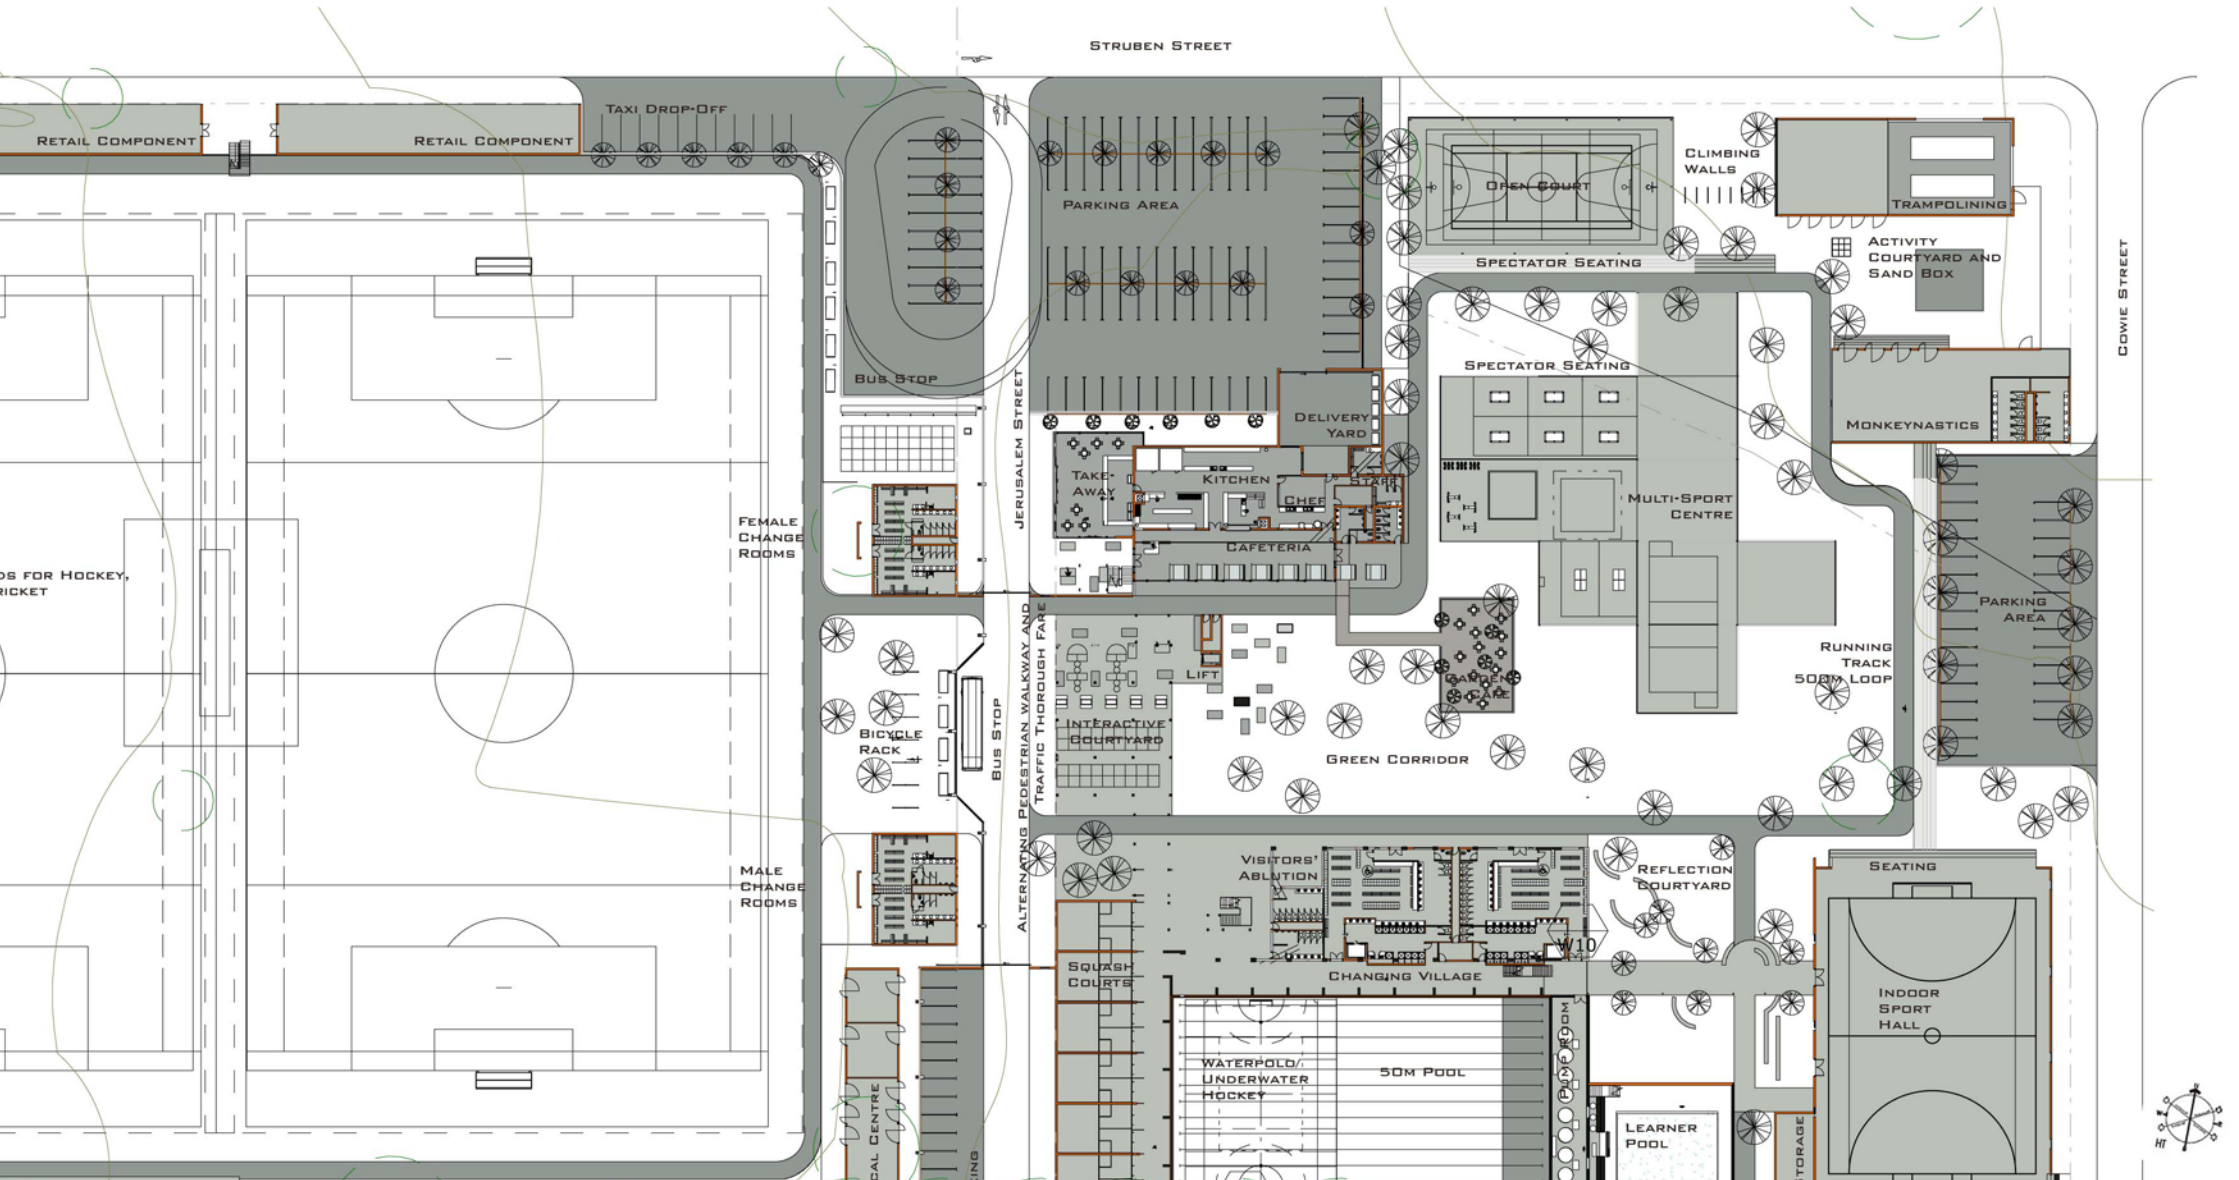 STRUBEN STREET
TAXI DROP-OFF
RETAIL COMPONENT
RETAIL COMPONENT
PARKING AREA
OPEN COURT
CLIMBING
WALLS
TRAMPOLINING
SPECTATOR SEATING
ACTIVITY
COURTYARD AND
SAND BOX
COWIE STREET
BUS STOP
JERUSALEM STREET
SPECTATOR SEATING
DELIVERY
YARD
MONKEYNASTICS
TAKE-
AWAY
KITCHEN
CHEF
STAFF
CAFETERIA
MULTI-SPORT
CENTRE
FEMALE
CHANGE
ROOMS
FOR HOCKEY,
PARKING
AREA
LIFT
GARDEN
CAFE
RUNNING
TRACK
500M LOOP
BICYCLE
RACK
BUS STOP
ALTERNATING PEDESTRIAN WALKWAY AND
TRAFFIC THOROUGH FARE
INTERACTIVE
COURTYARD
GREEN CORRIDOR
MALE
CHANGE
ROOMS
VISITORS'
ABLUTION
REFLECTION
COURTYARD
SEATING
W10
SQUASH
COURTS
CHANGING VILLAGE
INDOOR
SPORT
HALL
WATERPOLO/
UNDERWATER
HOCKEY
50M POOL
PUMP ROOM
CENTRE
LEARNER
POOL
STORAGE